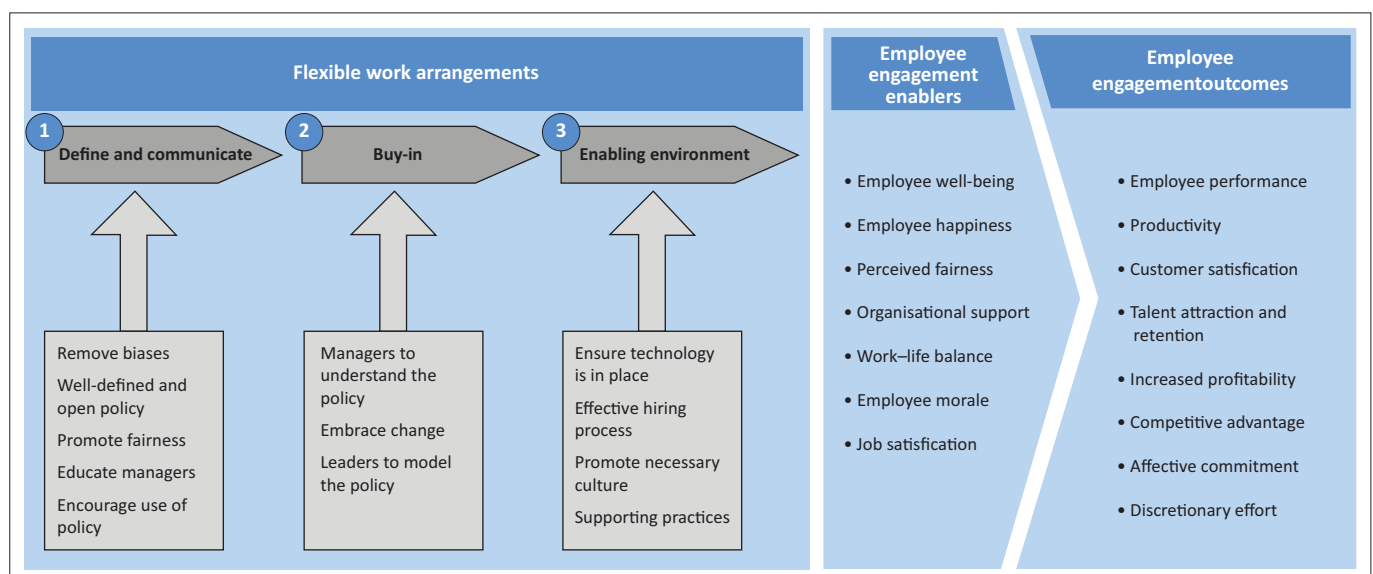 Flexible work arrangements
1
Define and communicate
2
Buy-in
3
Enabling environment
Remove biases
Well-defined and
open policy
Promote fairness
Educate managers
Encourage use of
policy
Managers to
understand the
policy
Embrace change
Leaders to model
the policy
Ensure technology
is in place
Effective hiring
process
Promote necessary
culture
Supporting practices
Employee
engagement
enablers
• Employee well-being
• Employee happiness
• Perceived fairness
• Organisational support
• Work–life balance
• Employee morale
• Job satisfication
Employee
engagementoutcomes
• Employee performance
• Productivity
• Customer satisfication
• Talent attraction and
retention
• Increased profitability
• Competitive advantage
• Affective commitment
• Discretionary effort